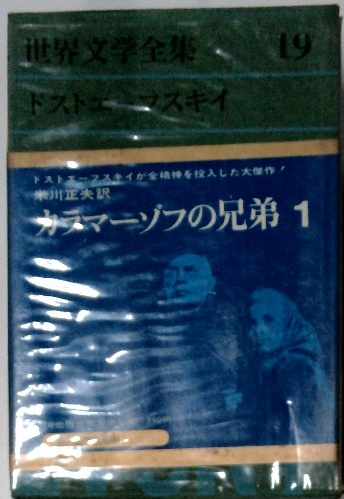 世界文学全集 19
ドストエーフスキイ
ドストエーフスキイが全精神を投入した大傑作!
米川正夫訳
カラマーゾフの兄弟 1